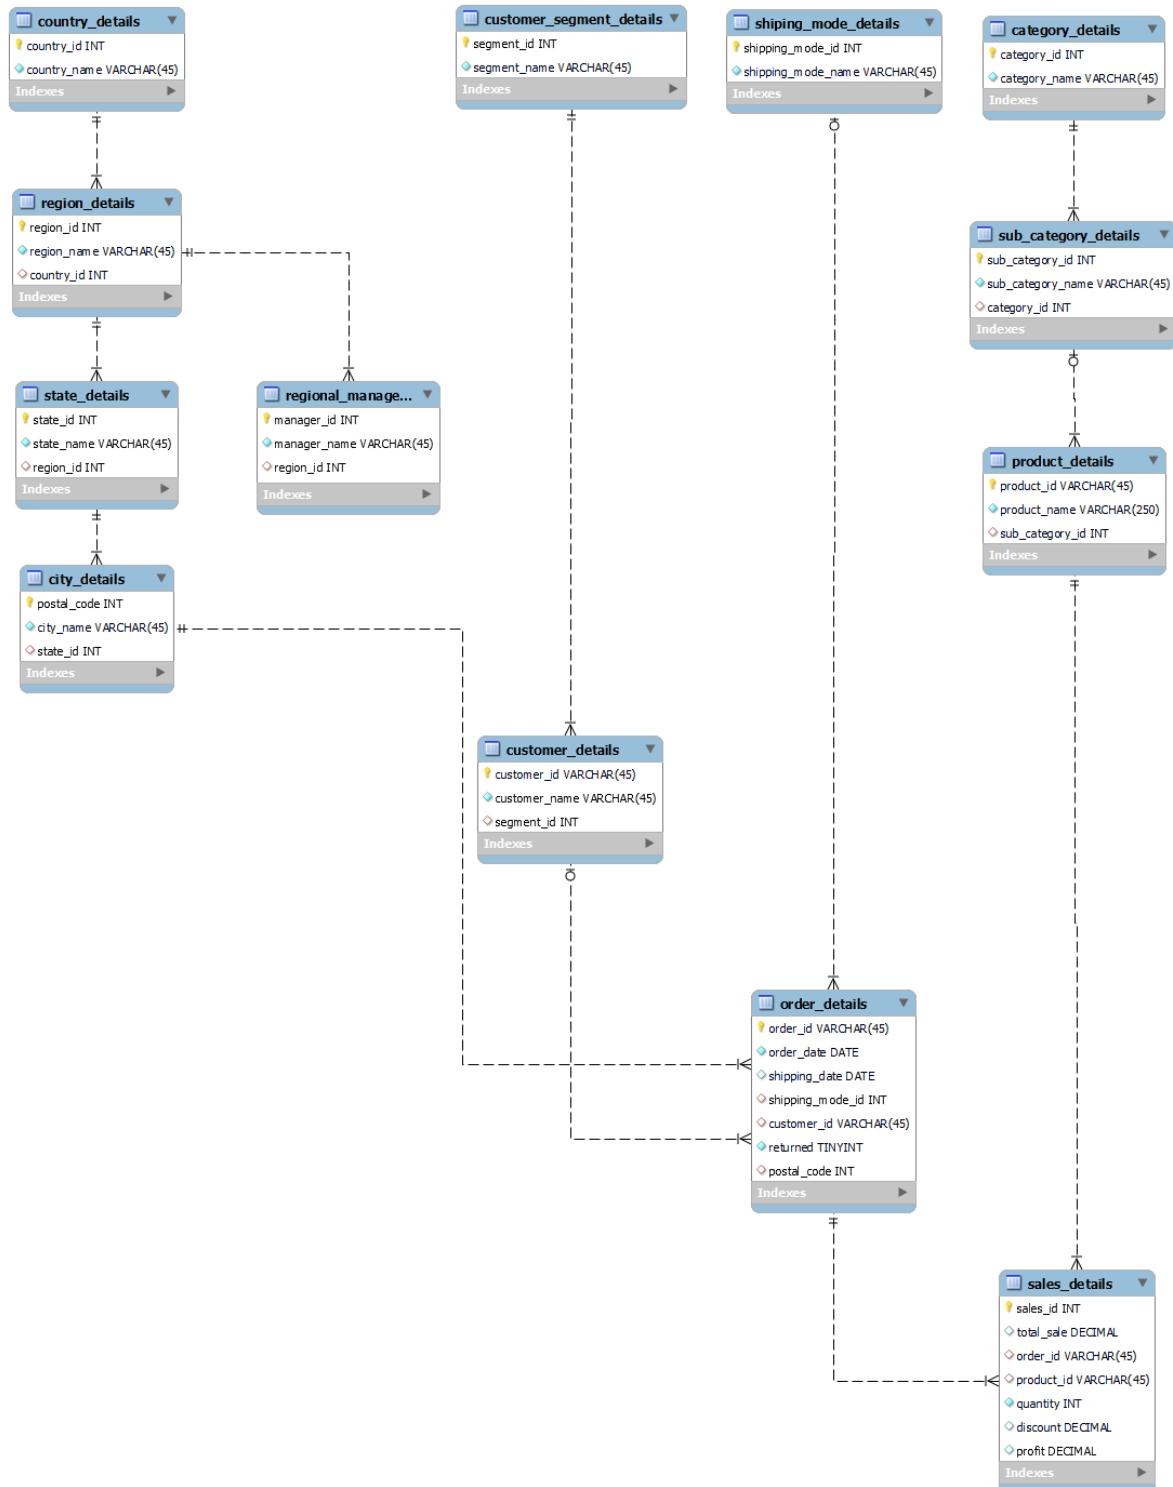 country_details
country_id INT
country_name VARCHAR(45)
Indexes
customer_segment_details
segment_id INT
segment_name VARCHAR(45)
Indexes
shiping_mode_details
shipping_mode_id INT
shipping_mode_name VARCHAR(45)
Indexes
category_details
category_id INT
category_name VARCHAR(45)
Indexes
region_details
region_id INT
region_name VARCHAR(45)
country_id INT
Indexes
sub_category_details
sub_category_id INT
sub_category_name VARCHAR(45)
category_id INT
Indexes
state_details
state_id INT
state_name VARCHAR(45)
region_id INT
Indexes
regional_manage...
manager_id INT
manager_name VARCHAR(45)
region_id INT
Indexes
product_details
product_id VARCHAR(45)
product_name VARCHAR(250)
sub_category_id INT
Indexes
city_details
postal_code INT
city_name VARCHAR(45)
state_id INT
Indexes
customer_details
customer_id VARCHAR(45)
customer_name VARCHAR(45)
segment_id INT
Indexes
order_details
order_id VARCHAR(45)
order_date DATE
shipping_date DATE
shipping_mode_id INT
customer_id VARCHAR(45)
returned TINYINT
postal_code INT
Indexes
sales_details
sales_id INT
total_sale DECIMAL
order_id VARCHAR(45)
product_id VARCHAR(45)
quantity INT
discount DECIMAL
profit DECIMAL
Indexes